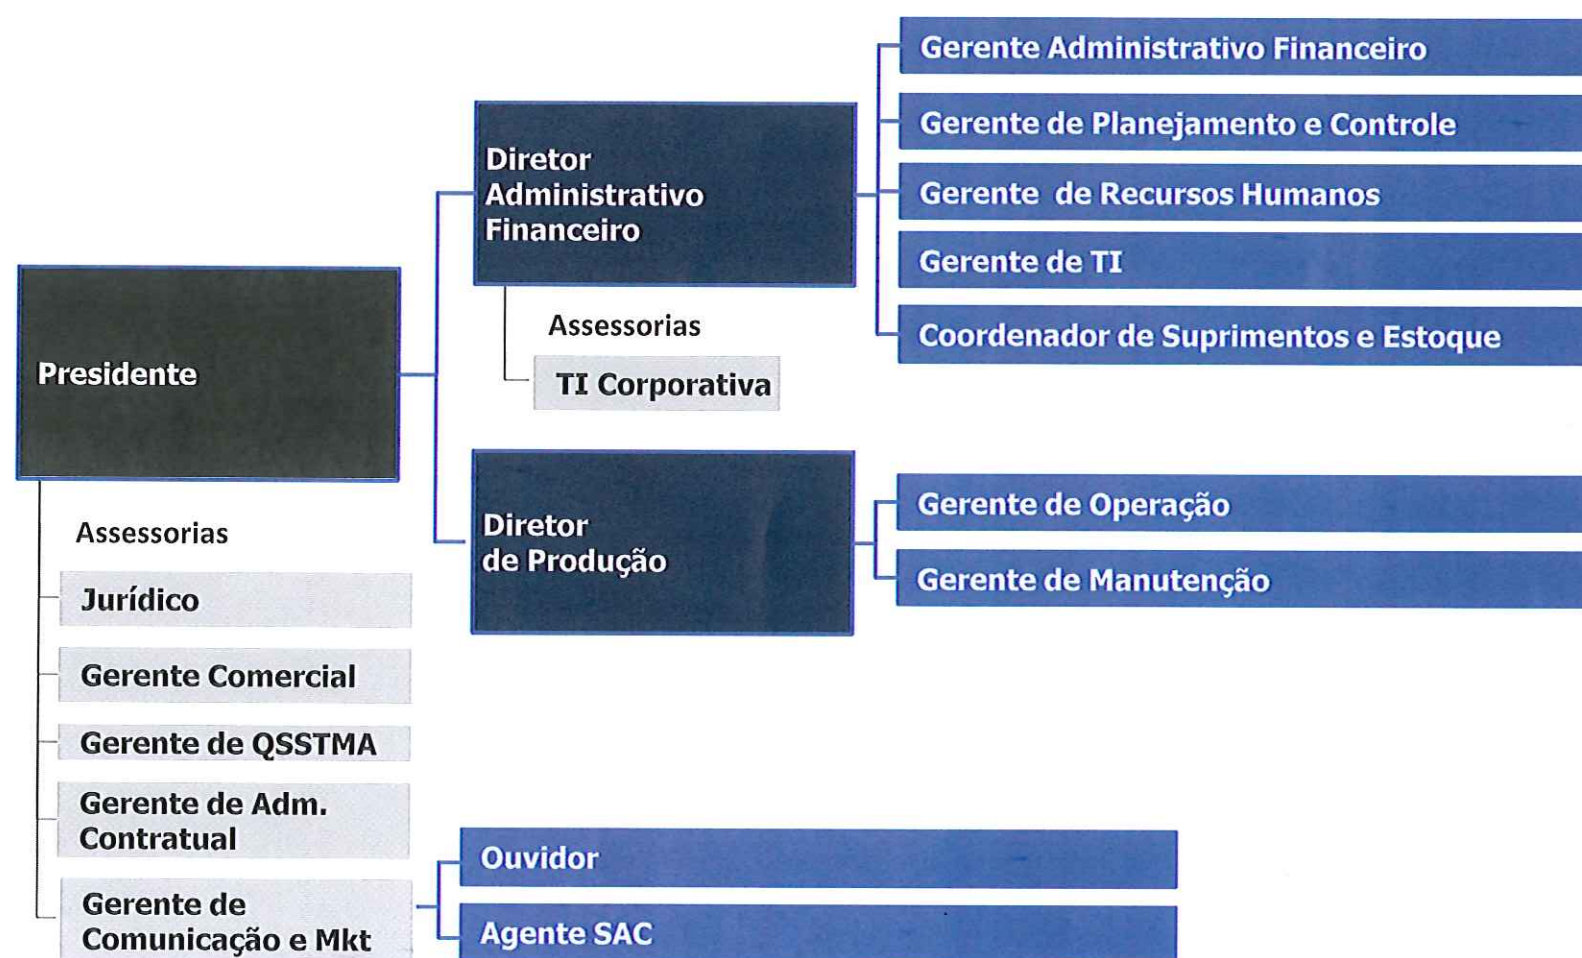 Presidente
Assessorias
Jurídico
Gerente Comercial
Gerente de QSSTMA
Gerente de Adm.
Contratual
Gerente de
Comunicação e Mkt
Ouvidor
Agente SAC
Diretor
Administrativo
Financeiro
Assessorias
TI Corporativa
Gerente Administrativo Financeiro
Gerente de Planejamento e Controle
Gerente de Recursos Humanos
Gerente de TI
Coordenador de Suprimentos e Estoque
Diretor
de Produção
Gerente de Operação
Gerente de Manutenção